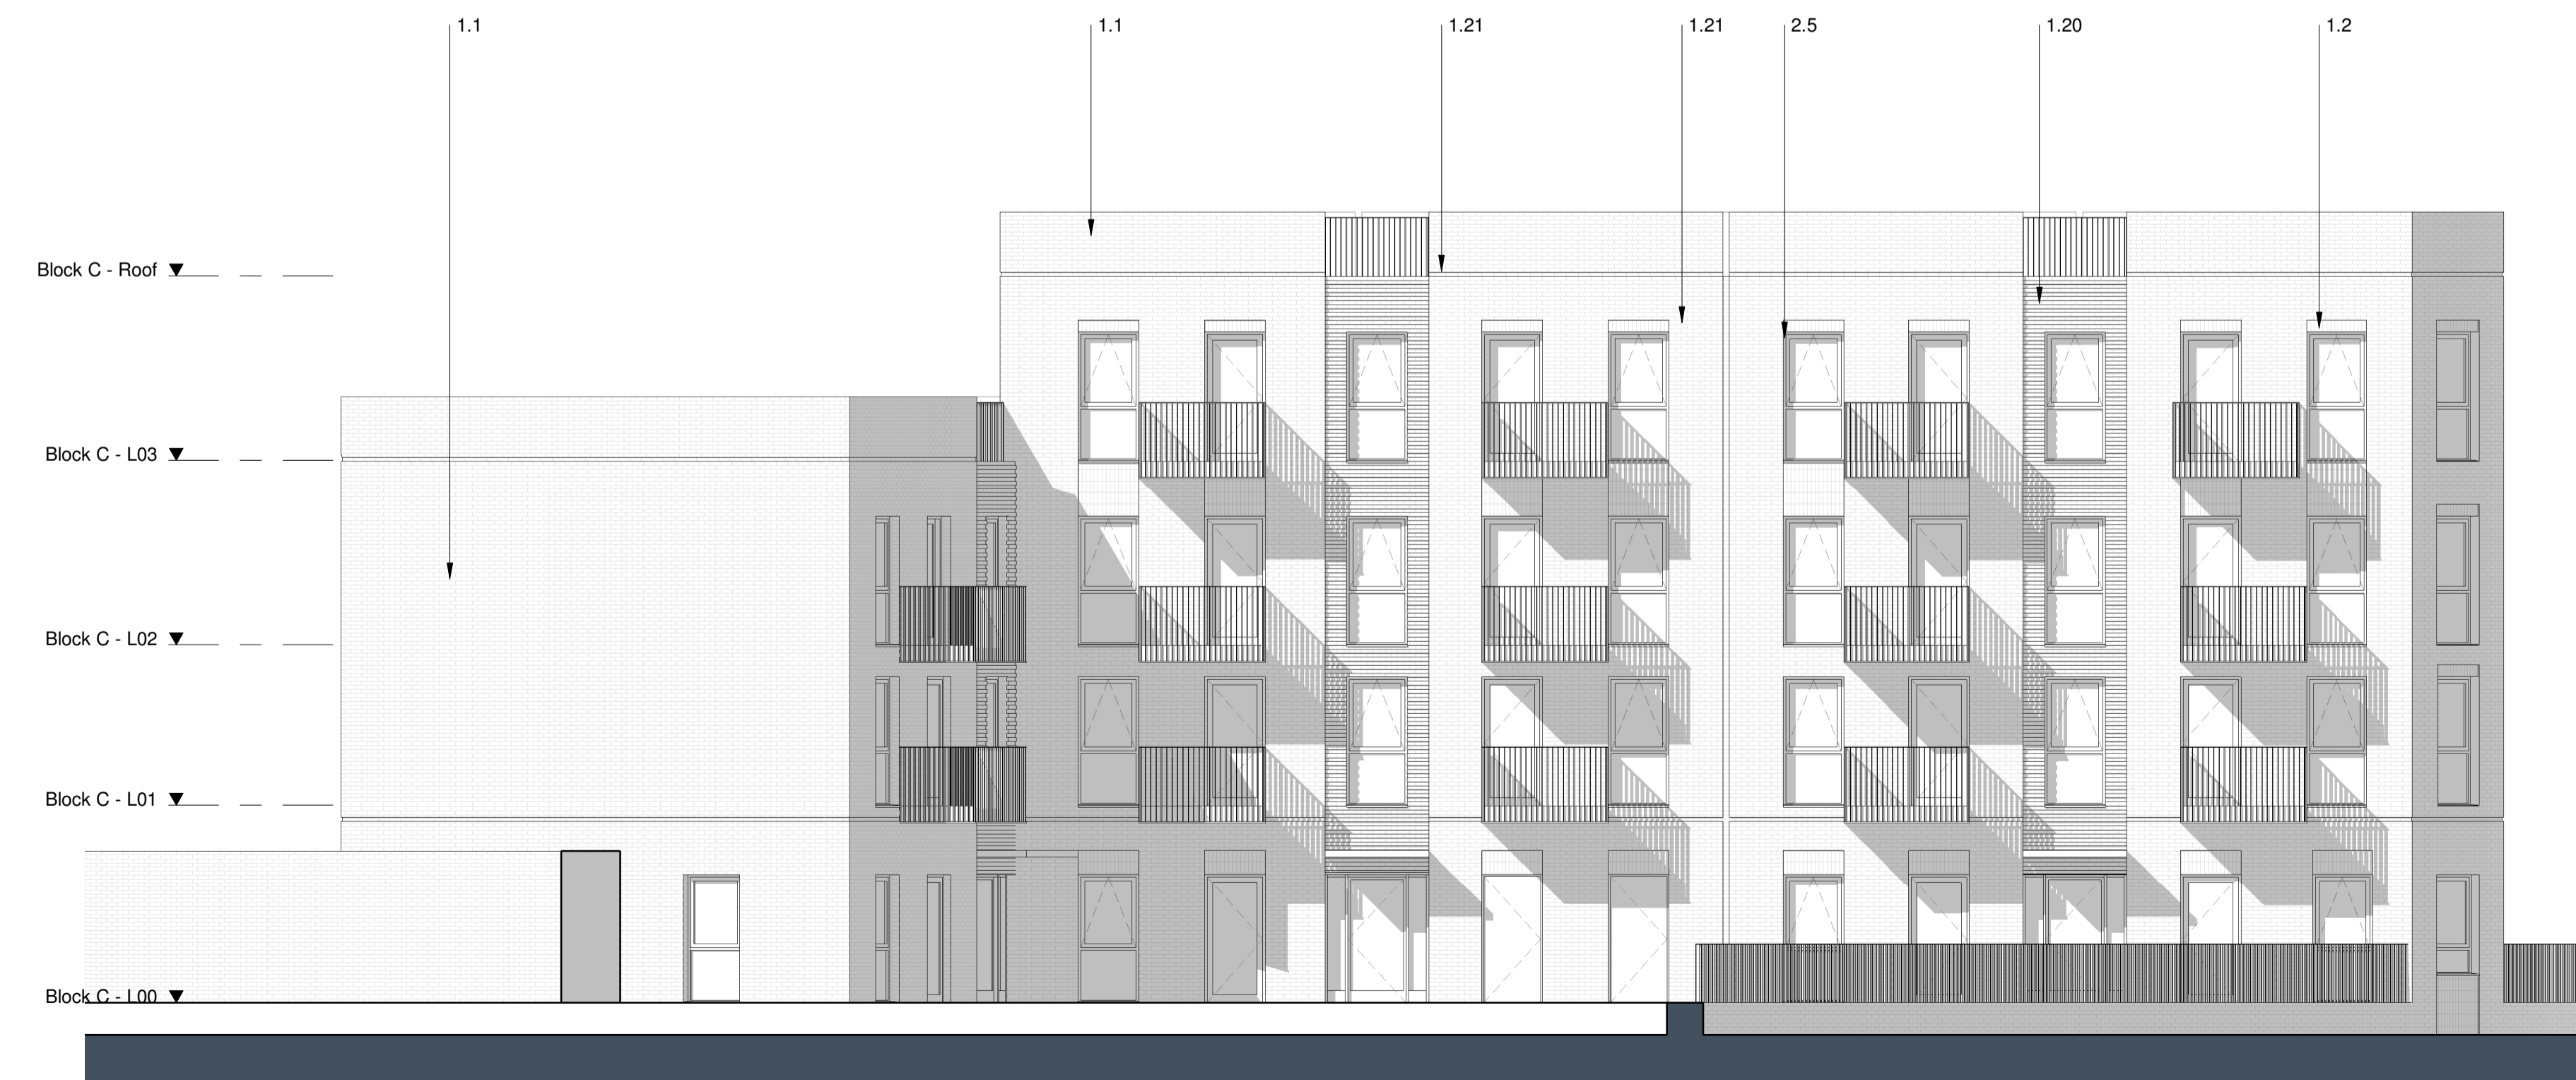 1.1
1.1
1.21
1.21
2.5
1.20
1.2
Block C - Roof
Block C - L03
Block C - L02
Block C - L01
Block C - L00